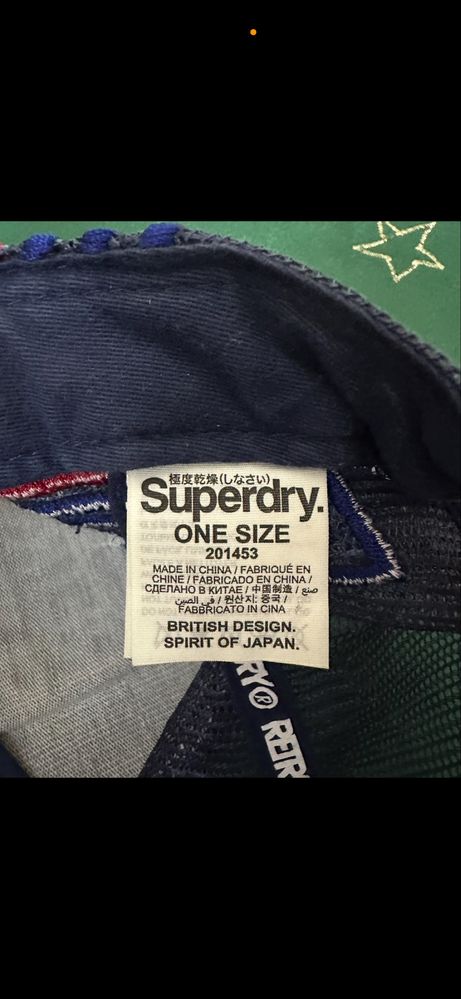 極度乾燥(しなさい)
Superdry.
ONE SIZE
201453
MADE IN CHINA / FABRIQUÉ EN
CHINE / FABRICADO EN CHINA /
СДЕЛАНО В КИТАЕ / 中国制造 / صنع
في الصين / 원산지: 중국 /
FABBRICATO IN CINA
BRITISH DESIGN.
SPIRIT OF JAPAN.
RY® RETR